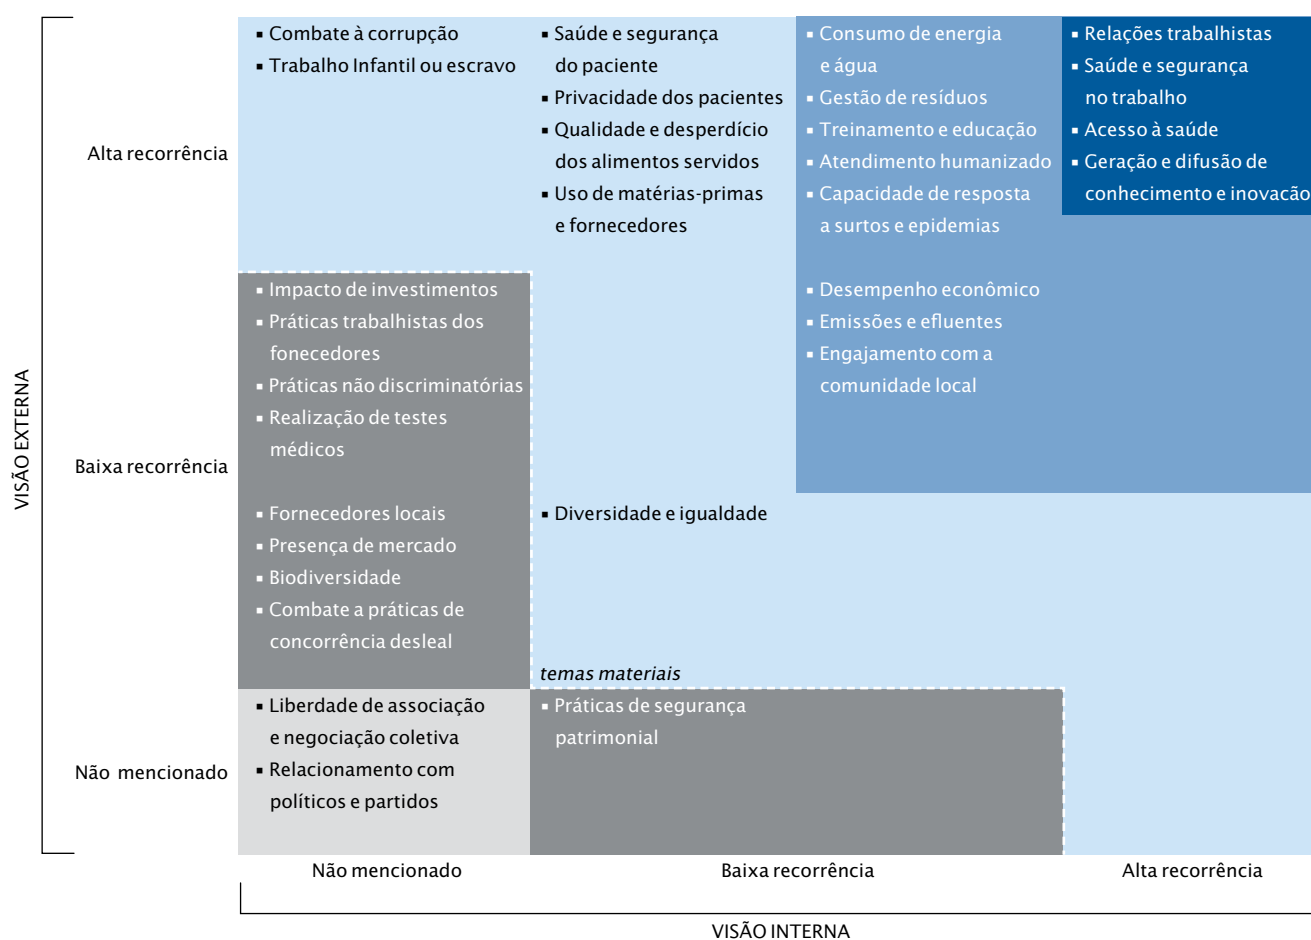 VISÃO EXTERNA
Alta recorrência
▪ Combate à corrupção
▪ Trabalho Infantil ou escravo
▪ Saúde e segurança
do paciente
▪ Privacidade dos pacientes
▪ Qualidade e desperdício
dos alimentos servidos
▪ Uso de matérias-primas
e fornecedores
▪ Consumo de energia
e água
▪ Gestão de resíduos
▪ Treinamento e educação
▪ Atendimento humanizado
▪ Capacidade de resposta
a surtos e epidemias
▪ Relações trabalhistas
▪ Saúde e segurança
no trabalho
▪ Acesso à saúde
▪ Geração e difusão de
conhecimento e inovacão
Baixa recorrência
▪ Impacto de investimentos
▪ Práticas trabalhistas dos
fonecedores
▪ Práticas não discriminatórias
▪ Realização de testes
médicos
▪ Fornecedores locais
▪ Presença de mercado
▪ Biodiversidade
▪ Combate a práticas de
concorrência desleal
▪ Desempenho econômico
▪ Emissões e efluentes
▪ Engajamento com a
comunidade local
▪ Diversidade e igualdade
temas materiais
Não mencionado
▪ Liberdade de associação
e negociação coletiva
▪ Relacionamento com
políticos e partidos
▪ Práticas de segurança
patrimonial
Não mencionado
Baixa recorrência
Alta recorrência
VISÃO INTERNA